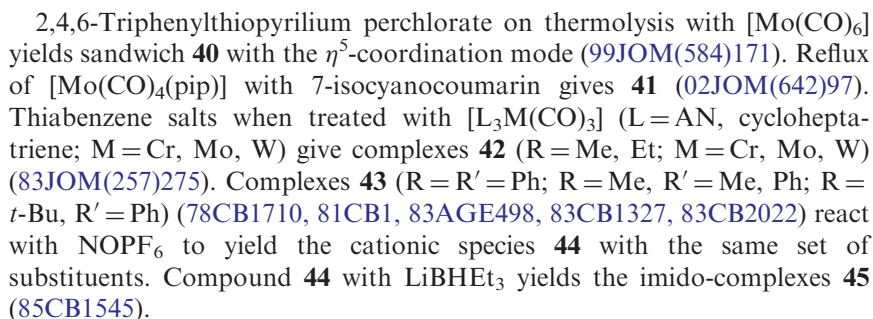 2,4,6-Triphenylthiopyrilium perchlorate on thermolysis with [Mo(CO)6]
yields sandwich 40 with the η5-coordination mode (99JOM(584)171). Reflux
of [Mo(CO)4(pip)] with 7-isocyanocoumarin gives 41 (02JOM(642)97).
Thiabenzene salts when treated with [L3M(CO)3] (L = AN, cyclohepta-
triene; M = Cr, Mo, W) give complexes 42 (R = Me, Et; M = Cr, Mo, W)
(83JOM(257)275). Complexes 43 (R = R′ = Ph; R = Me, R′ = Me, Ph; R =
t-Bu, R′ = Ph) (78CB1710, 81CB1, 83AGE498, 83CB1327, 83CB2022) react
with NOPF6 to yield the cationic species 44 with the same set of
substituents. Compound 44 with LiBHEt3 yields the imido-complexes 45
(85CB1545).